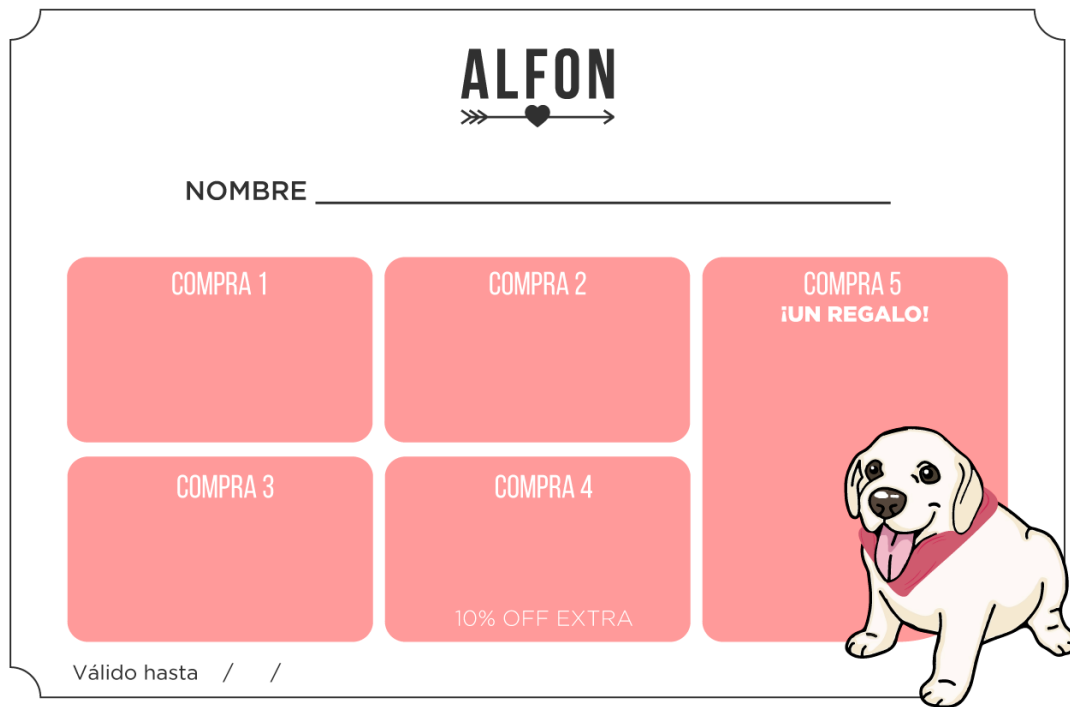 ALFON
NOMBRE
COMPRA 1
COMPRA 2
COMPRA 5
¡UN REGALO!
COMPRA 3
COMPRA 4
10% OFF EXTRA
Válido hasta / /